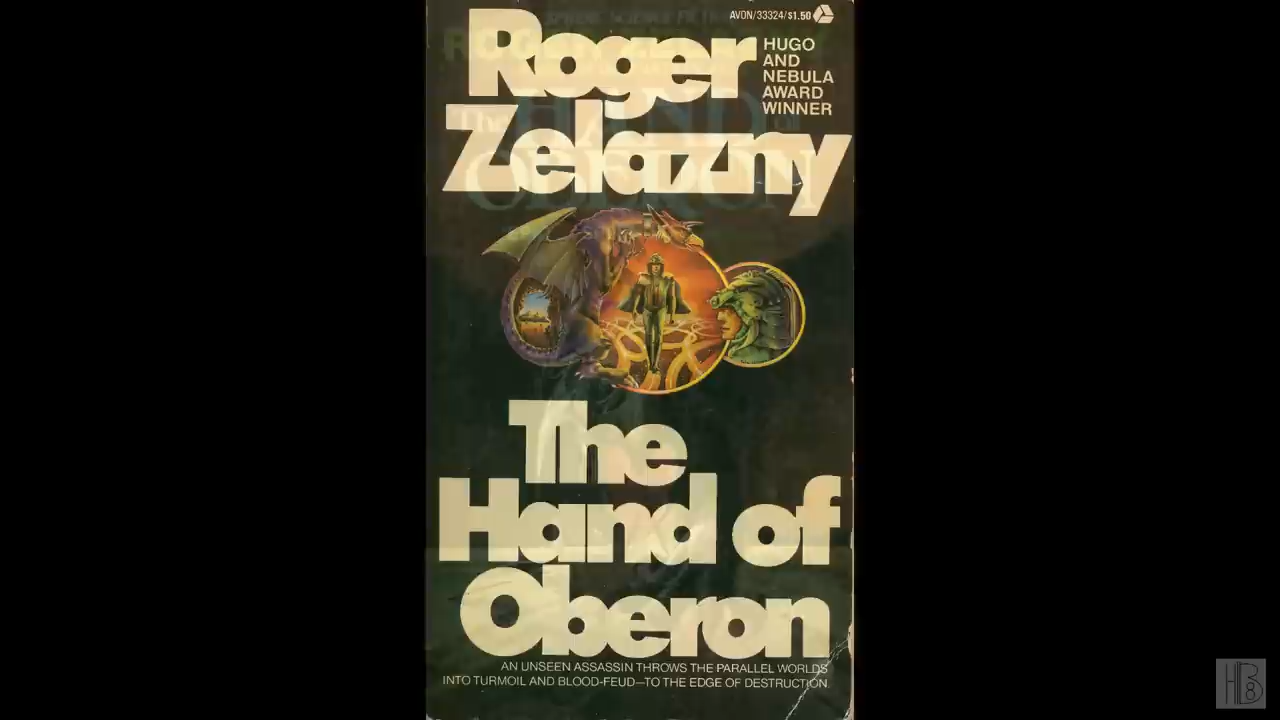 AVON/33324/$1.50
Roger
HUGO
AND
NEBULA
AWARD
WINNER
Zelazny
The
Hand of
Oberon
AN UNSEEN ASSASSIN THROWS THE PARALLEL WORLDS
INTO TURMOIL AND BLOOD-FEUD—TO THE EDGE OF DESTRUCTION.
HB8